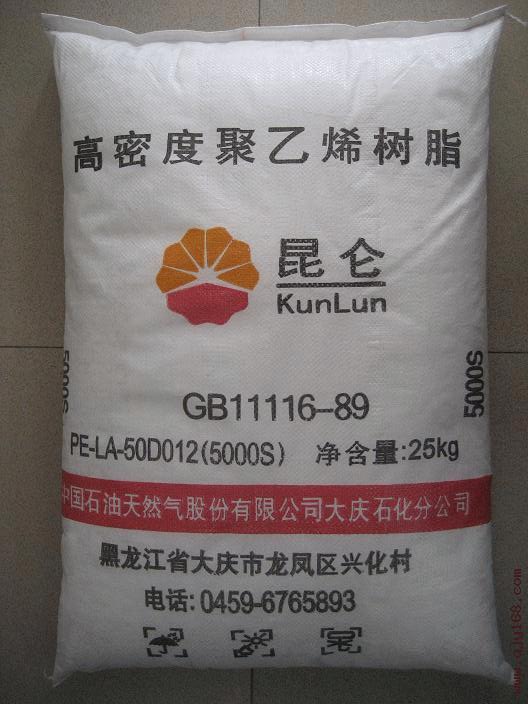 高密度聚乙烯树脂
昆仑
KunLun
5000S
5000S
GB11116-89
PE-LA-50D012(5000S) 净含量:25kg
中国石油天然气股份有限公司大庆石化分公司
黑龙江省大庆市龙凤区兴化村
电话:0459-6765893